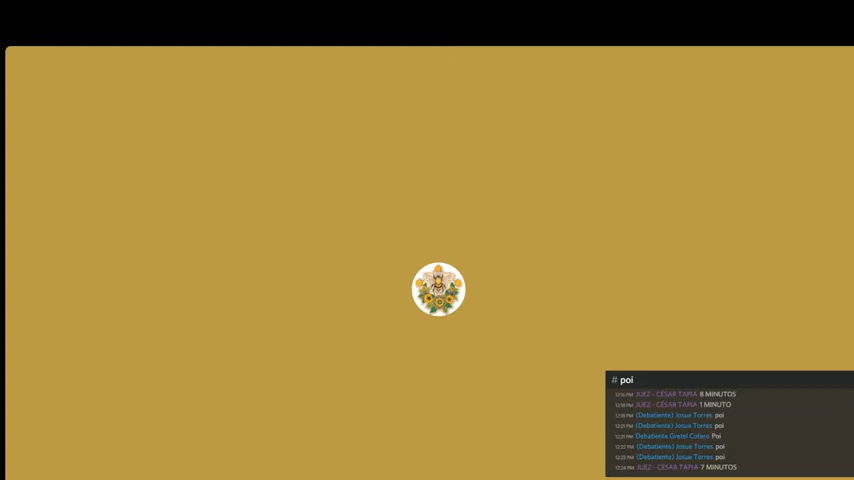 # poi
12:16 PM JUEZ - CÉSAR TAPIA 8 MINUTOS
12:18 PM JUEZ - CÉSAR TAPIA 1 MINUTO
12:18 PM (Debatiente) Josue Torres poi
12:21 PM (Debatiente) Josue Torres poi
12:21 PM Debatiente Gretel Cotero Poi
12:22 PM (Debatiente) Josue Torres poi
12:23 PM (Debatiente) Josue Torres poi
12:24 PM JUEZ - CÉSAR TAPIA 7 MINUTOS